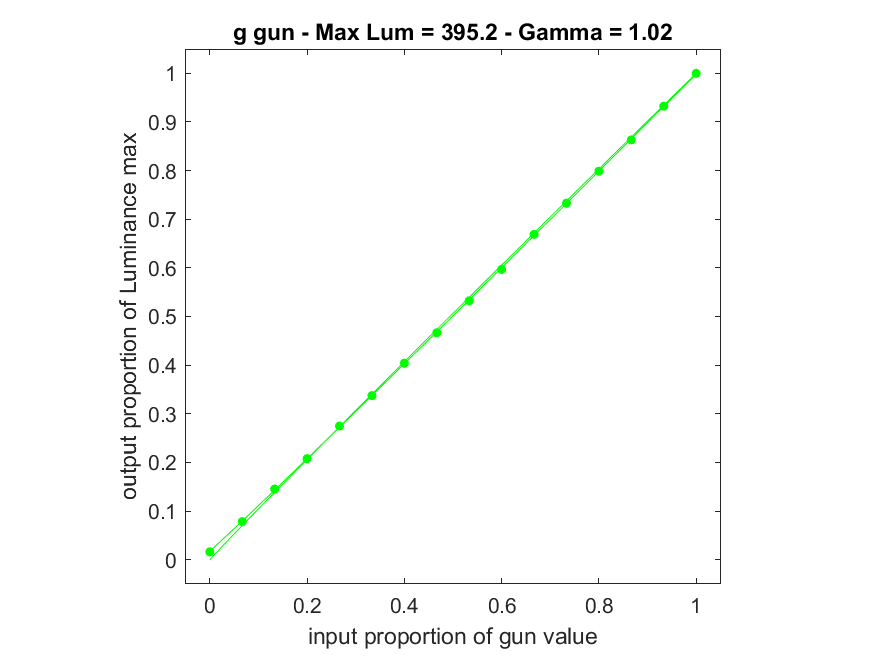 g gun - Max Lum = 395.2 - Gamma = 1.02
output proportion of Luminance max
1
0.9
0.8
0.7
0.6
0.5
0.4
0.3
0.2
0.1
0
0 0.2 0.4 0.6 0.8 1
input proportion of gun value